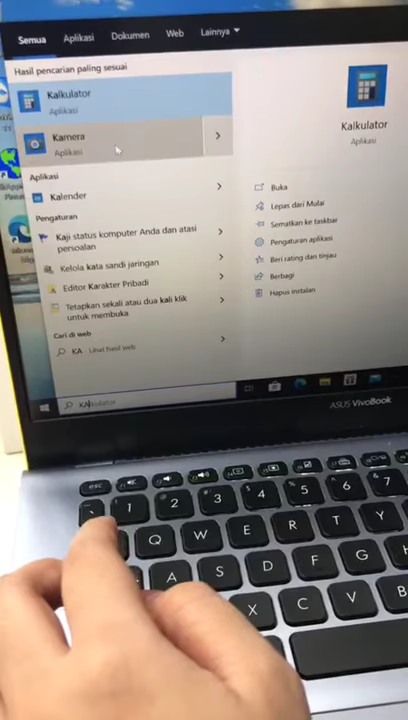 Semua Aplikasi Dokumen Web Lainnya
Hasil pencarian paling sesuai
Kalkulator
Aplikasi
Kamera
Aplikasi
Aplikasi
Kalender
Pengaturan
Kaji status komputer Anda dan atasi
persoalan
Kelola kata sandi jaringan
Editor Karakter Pribadi
Tetapkan sekali atau dua kali klik
untuk membuka
Cari di web
KA - Lihat hasil web
Kalkulator
Aplikasi
Buka
Lepas dari Mulai
Sematkan ke taskbar
Pengaturan aplikasi
Beri rating dan tinjau
Berbagi
Hapus instalan
KAlkulator
ASUS VivoBook
esc
! 1 2 3 4 5 6 7
Q W E R T Y
A S D F G
X C V B